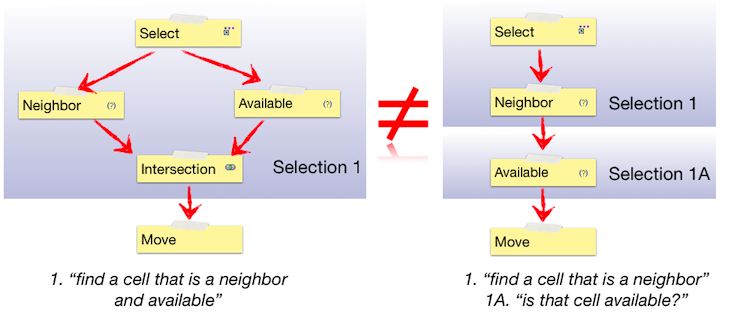 Select
Neighbor (?)
Available (?)
Intersection
Selection 1
Move
1. “find a cell that is a neighbor
and available”
≠
Select
Neighbor (?)
Selection 1
Available (?)
Selection 1A
Move
1. “find a cell that is a neighbor”
1A. “is that cell available?”